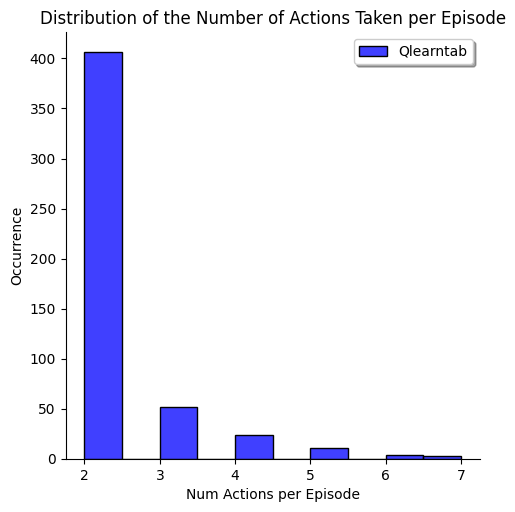 Distribution of the Number of Actions Taken per Episode
Qlearntab
Occurrence
400
350
300
250
200
150
100
50
0
2 3 4 5 6 7
Num Actions per Episode